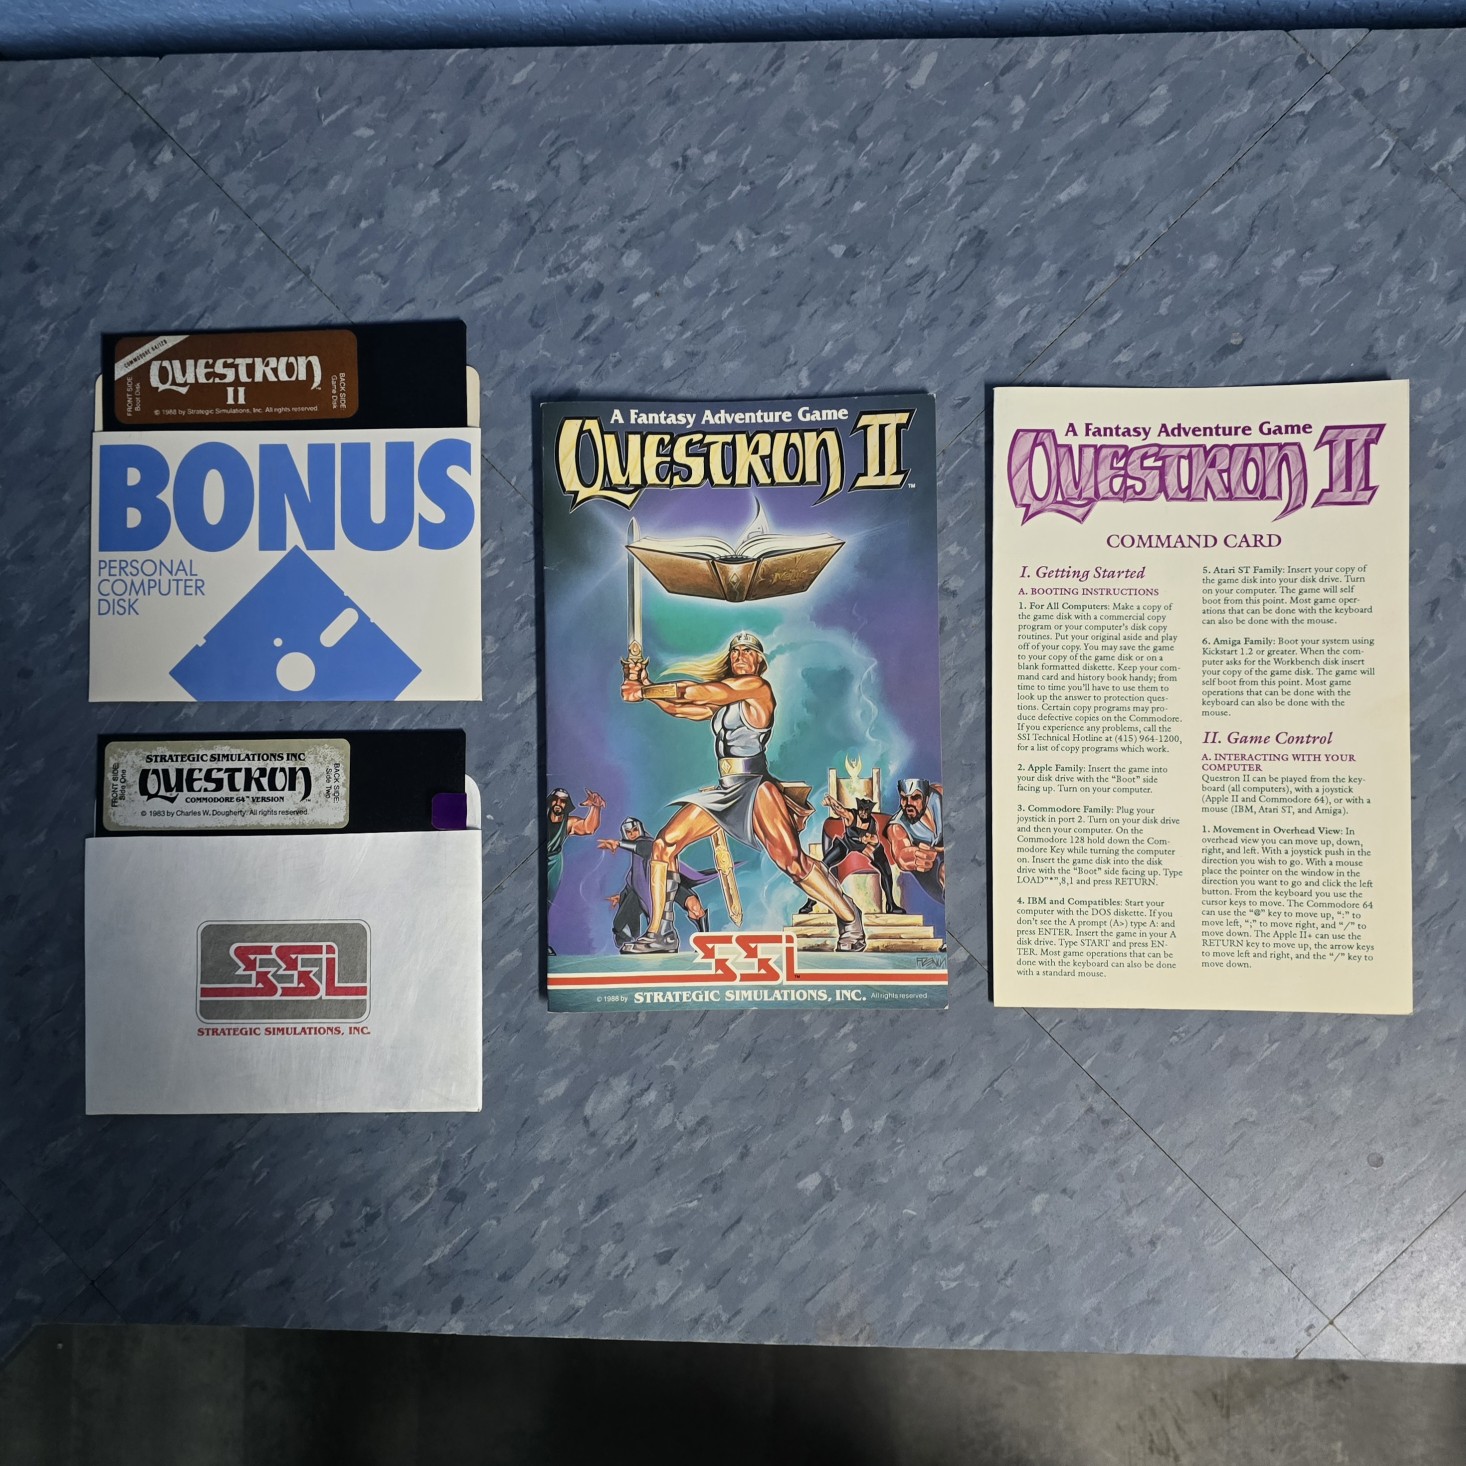 COMMODORE 64/128
QUESTRON
II
FRONT SIDE
Boot Disk
BACK SIDE
Game Disk
© 1988 by Strategic Simulations, Inc. All rights reserved
BONUS
PERSONAL
COMPUTER
DISK
STRATEGIC SIMULATIONS INC
QUESTRON
COMMODORE 64™ VERSION
FRONT SIDE
Side One
BACK SIDE
Side Two
© 1983 by Charles W. Dougherty. All rights reserved.
SSI
STRATEGIC SIMULATIONS, INC.
A Fantasy Adventure Game
QUESTRON II™
SSI™
© 1988 by STRATEGIC SIMULATIONS, INC. All rights reserved
A Fantasy Adventure Game
QUESTRON II
COMMAND CARD
I. Getting Started
A. BOOTING INSTRUCTIONS
1. For All Computers: Make a copy of
the game disk with a commercial copy
program or your computer's disk copy
routines. Put your original aside and play
off of your copy. You may save the game
to your copy of the game disk or on a
blank formatted diskette. Keep your com-
mand card and history book handy; from
time to time you'll have to use them to
look up the answer to protection ques-
tions. Certain copy programs may pro-
duce defective copies on the Commodore.
If you experience any problems, call the
SSI Technical Hotline at (415) 964-1200,
for a list of copy programs which work.
2. Apple Family: Insert the game into
your disk drive with the "Boot" side
facing up. Turn on your computer.
3. Commodore Family: Plug your
joystick in port 2. Turn on your disk drive
and then your computer. On the
Commodore 128 hold down the Com-
modore Key while turning the computer
on. Insert the game disk into the disk
drive with the "Boot" side facing up. Type
LOAD"*",8,1 and press RETURN.
4. IBM and Compatibles: Start your
computer with the DOS diskette. If you
don't see the A prompt (A>) type A: and
press ENTER. Insert the game in your A
disk drive. Type START and press EN-
TER. Most game operations that can be
done with the keyboard can also be done
with a standard mouse.
5. Atari ST Family: Insert your copy of
the game disk into your disk drive. Turn
on your computer. The game will self
boot from this point. Most game oper-
ations that can be done with the keyboard
can also be done with the mouse.
6. Amiga Family: Boot your system using
Kickstart 1.2 or greater. When the com-
puter asks for the Workbench disk insert
your copy of the game disk. The game will
self boot from this point. Most game
operations that can be done with the
keyboard can also be done with the
mouse.
II. Game Control
A. INTERACTING WITH YOUR
COMPUTER
Questron II can be played from the key-
board (all computers), with a joystick
(Apple II and Commodore 64), or with a
mouse (IBM, Atari ST, and Amiga).
1. Movement in Overhead View: In
overhead view you can move up, down,
right, and left. With a joystick push in the
direction you wish to go. With a mouse
place the pointer on the window in the
direction you want to go and click the left
button. From the keyboard you use the
cursor keys to move. The Commodore 64
can use the "@" key to move up, ":" to
move left, ";" to move right, and "/" to
move down. The Apple II+ can use the
RETURN key to move up, the arrow keys
to move left and right, and the "/" key to
move down.